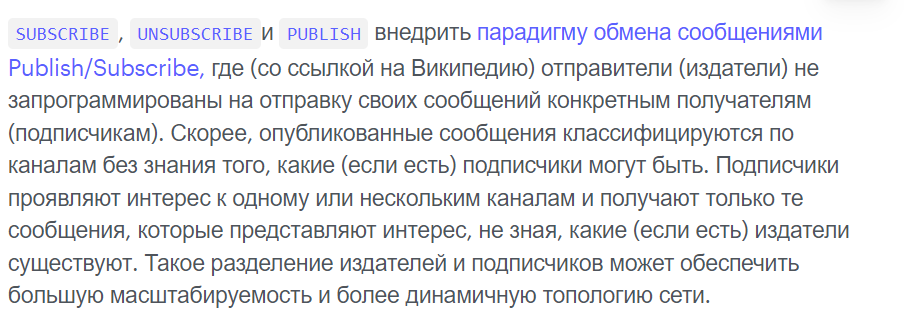 SUBSCRIBE, UNSUBSCRIBE и PUBLISH внедрить парадигму обмена сообщениями
Publish/Subscribe, где (со ссылкой на Википедию) отправители (издатели) не
запрограммированы на отправку своих сообщений конкретным получателям
(подписчикам). Скорее, опубликованные сообщения классифицируются по
каналам без знания того, какие (если есть) подписчики могут быть. Подписчики
проявляют интерес к одному или нескольким каналам и получают только те
сообщения, которые представляют интерес, не зная, какие (если есть) издатели
существуют. Такое разделение издателей и подписчиков может обеспечить
большую масштабируемость и более динамичную топологию сети.